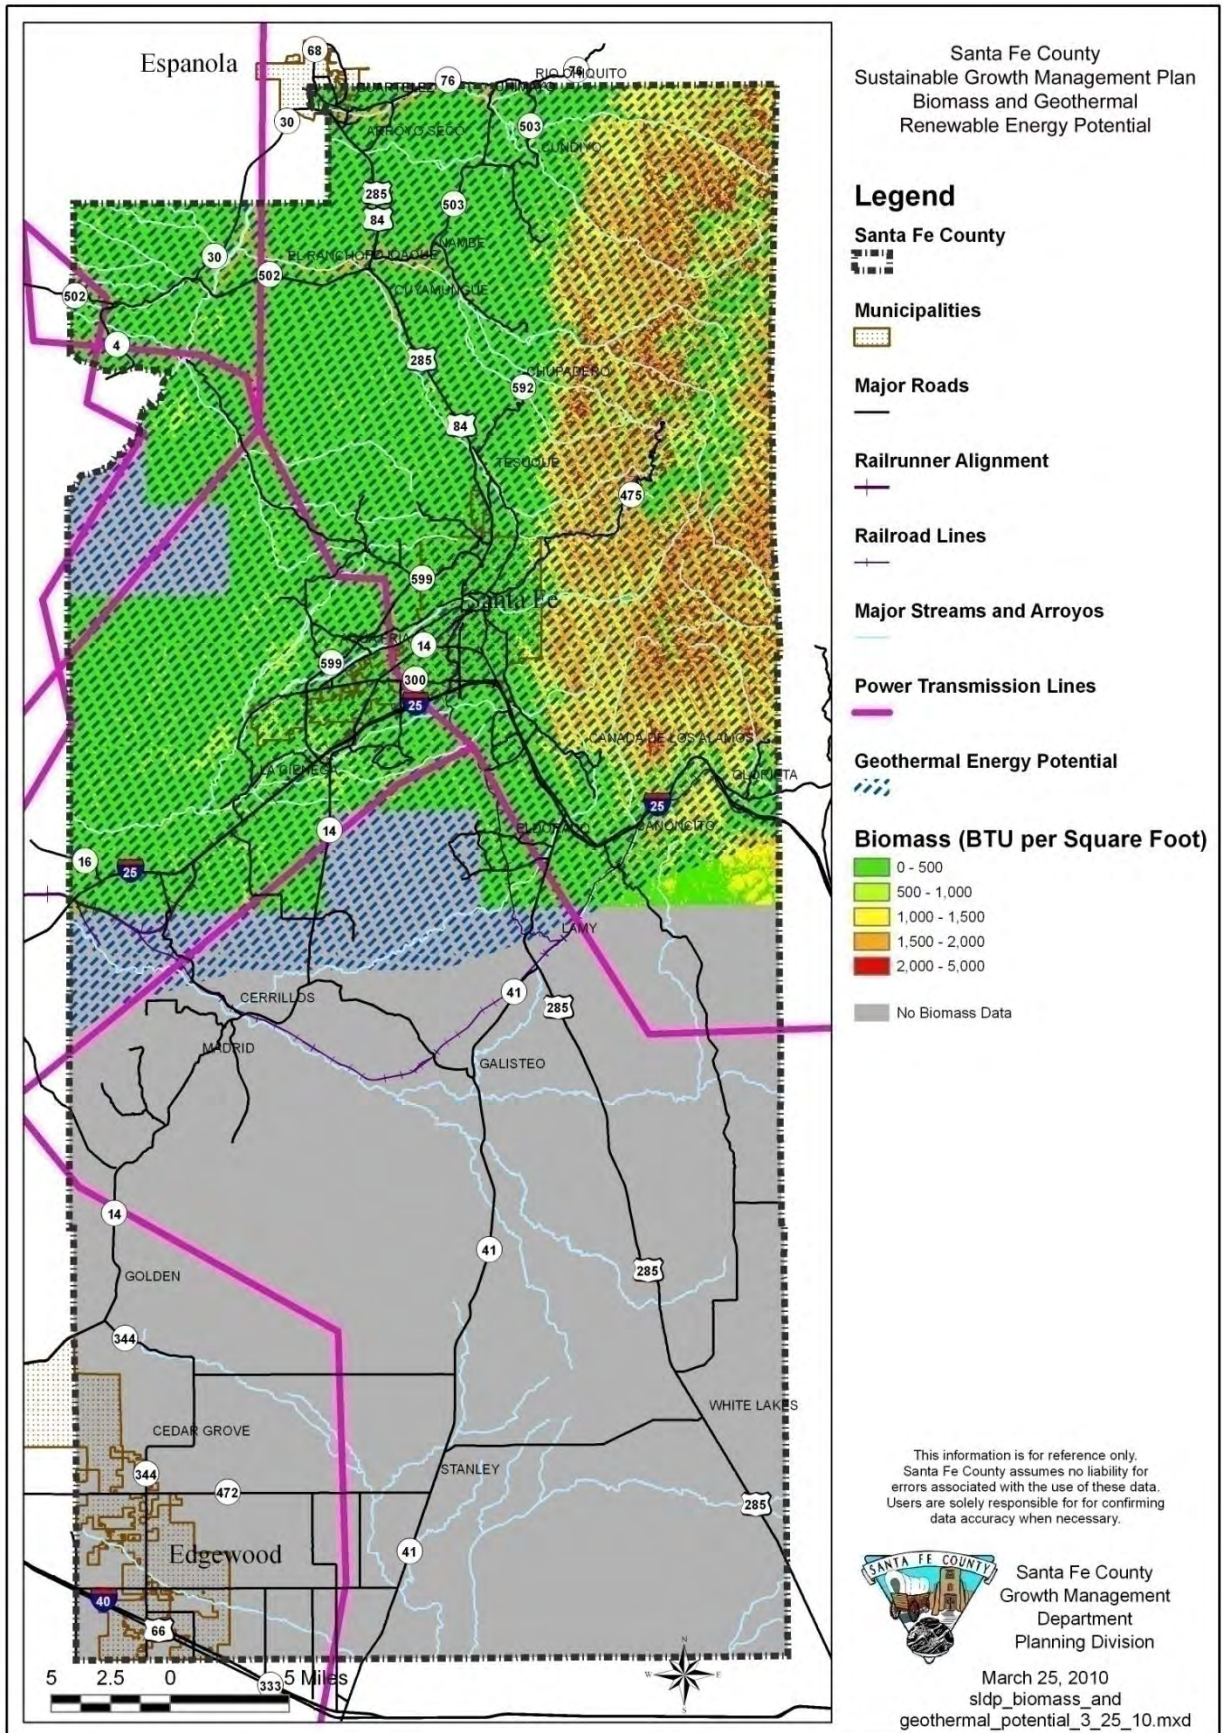 Santa Fe County
Sustainable Growth Management Plan
Biomass and Geothermal
Renewable Energy Potential
Legend
Santa Fe County
Municipalities
Major Roads
Railrunner Alignment
Railroad Lines
Major Streams and Arroyos
Power Transmission Lines
Geothermal Energy Potential
Biomass (BTU per Square Foot)
0 - 500
500 - 1,000
1,000 - 1,500
1,500 - 2,000
2,000 - 5,000
No Biomass Data
This information is for reference only.
Santa Fe County assumes no liability for
errors associated with the use of these data.
Users are solely responsible for for confirming
data accuracy when necessary.
SANTA FE COUNTY
Santa Fe County
Growth Management
Department
Planning Division
March 25, 2010
sldp_biomass_and
geothermal_potential_3_25_10.mxd
Espanola
68
76
76
RIO CHIQUITO
CUARTELEZ
CHIMAYO
30
503
ARROYO SECO
CUNDIYO
285
84
503
NAMBE
30
EL RANCHO
POJOAQUE
502
502
CUYAMUNGUE
4
285
CHUPADERO
592
84
TESUQUE
475
599
Santa Fe
AGUA FRIA
14
599
300
25
CANADA DE LOS ALAMOS
LA CIENEGA
GLORIETA
25
14
ELDORADO
CANONCITO
16
25
LAMY
CERRILLOS
41
285
MADRID
GALISTEO
14
41
285
GOLDEN
344
WHITE LAKES
CEDAR GROVE
STANLEY
344
472
285
Edgewood
41
40
66
333
5 2.5 0 5 Miles
N
W E
S